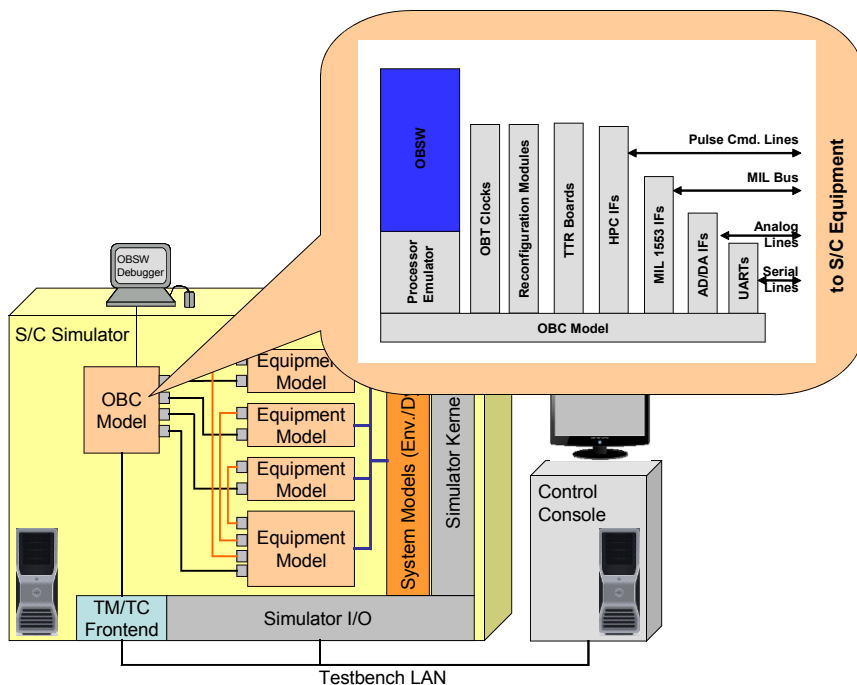 OBSW
Processor
Emulator
OBT Clocks
Reconfiguration Modules
TTR Boards
HPC IFs
MIL 1553 IFs
AD/DA IFs
UARTs
OBC Model
Pulse Cmd. Lines
MIL Bus
Analog
Lines
Serial
Lines
to S/C Equipment
OBSW
Debugger
S/C Simulator
OBC
Model
Equipment
Model
Equipment
Model
Equipment
Model
Equipment
Model
System Models (Env./Dy
Simulator Kerne
Control
Console
TM/TC
Frontend
Simulator I/O
Testbench LAN